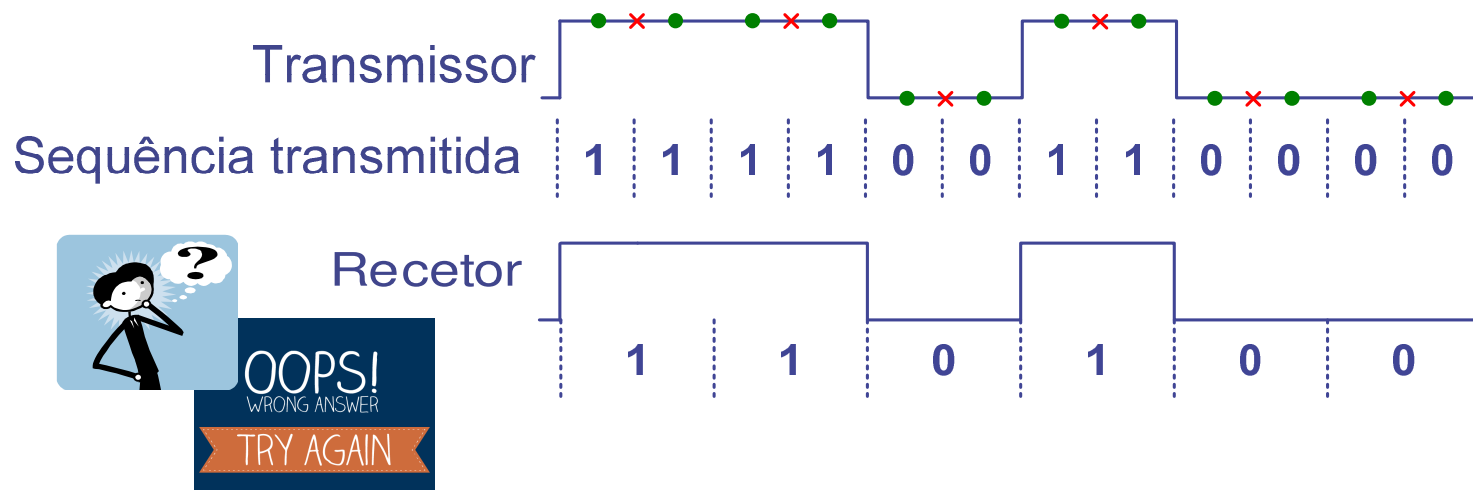 Transmissor
Sequência transmitida 1 1 1 1 0 0 1 1 0 0 0 0
Recetor
1 1 0 1 0 0
?
OOPS!
WRONG ANSWER
TRY AGAIN